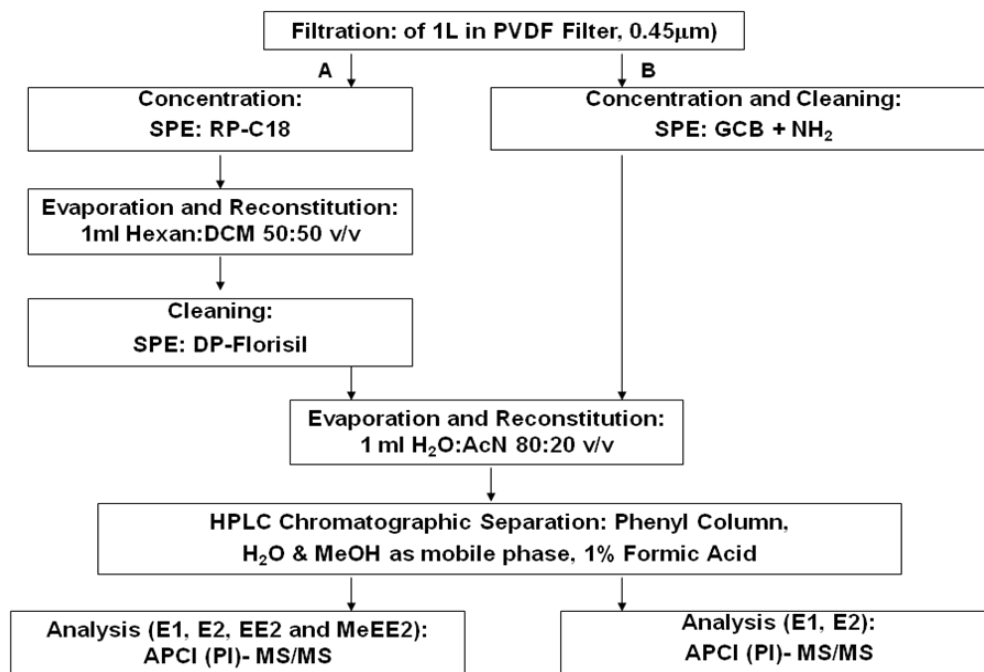 Filtration: of 1L in PVDF Filter, 0.45µm)
A
B
Concentration:
SPE: RP-C18
Concentration and Cleaning:
SPE: GCB + NH₂
Evaporation and Reconstitution:
1ml Hexan:DCM 50:50 v/v
Cleaning:
SPE: DP-Florisil
Evaporation and Reconstitution:
1 ml H₂O:AcN 80:20 v/v
HPLC Chromatographic Separation: Phenyl Column,
H₂O & MeOH as mobile phase, 1% Formic Acid
Analysis (E1, E2, EE2 and MeEE2):
APCI (PI)- MS/MS
Analysis (E1, E2):
APCI (PI)- MS/MS